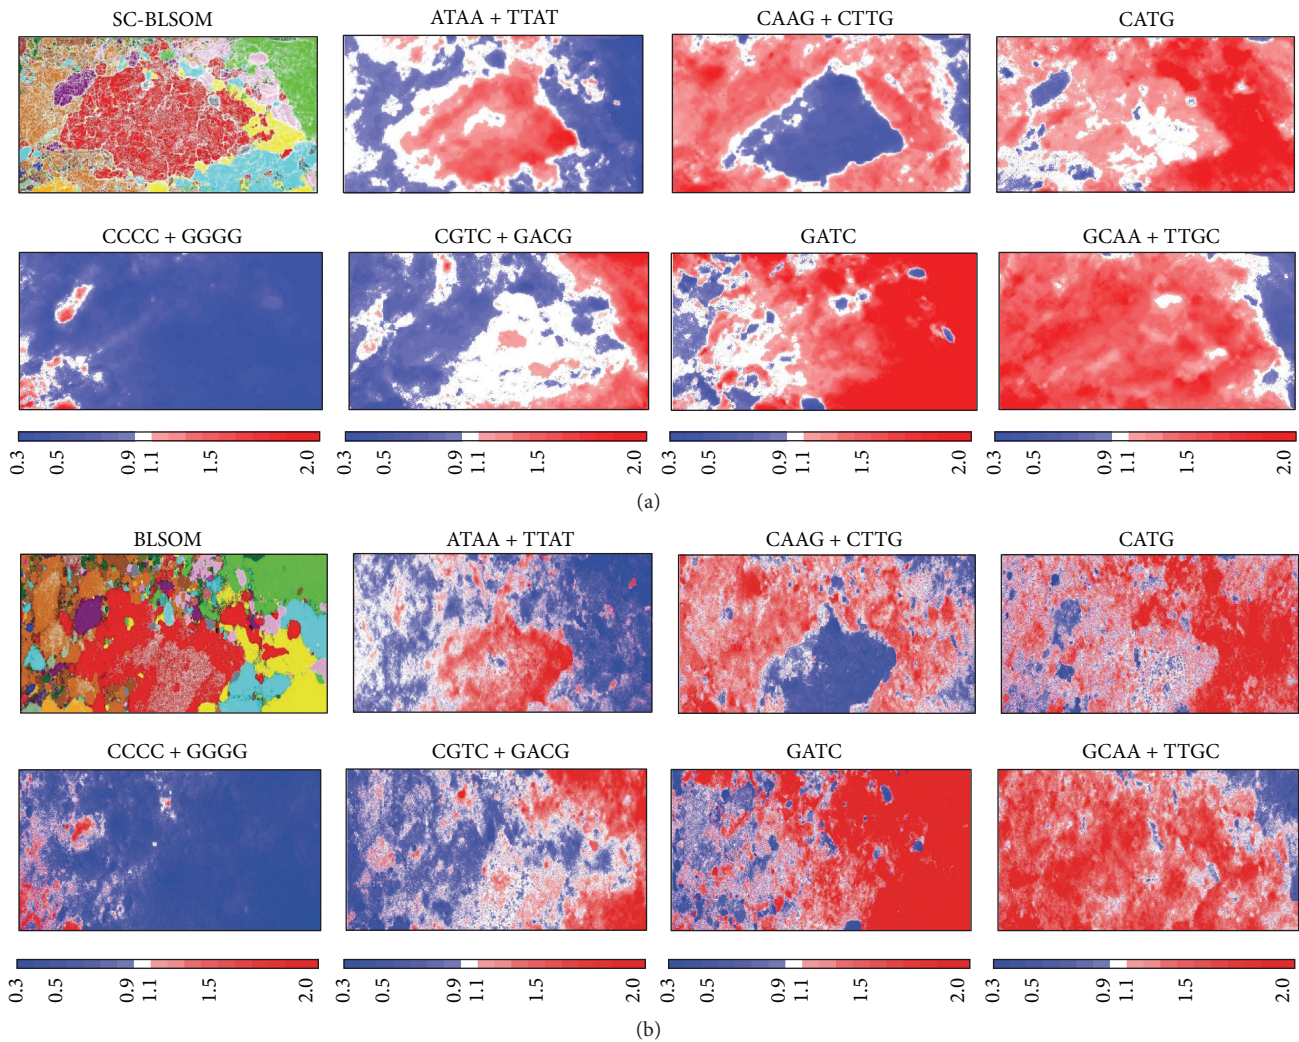 SC-BLSOM
ATAA + TTAT
CAAG + CTTG
CATG
CCCC + GGGG
CGTC + GACG
GATC
GCAA + TTGC
0.3 0.5 0.9 1.1 1.5 2.0
0.3 0.5 0.9 1.1 1.5 2.0
0.3 0.5 0.9 1.1 1.5 2.0
0.3 0.5 0.9 1.1 1.5 2.0
(a)
BLSOM
ATAA + TTAT
CAAG + CTTG
CATG
CCCC + GGGG
CGTC + GACG
GATC
GCAA + TTGC
0.3 0.5 0.9 1.1 1.5 2.0
0.3 0.5 0.9 1.1 1.5 2.0
0.3 0.5 0.9 1.1 1.5 2.0
0.3 0.5 0.9 1.1 1.5 2.0
(b)